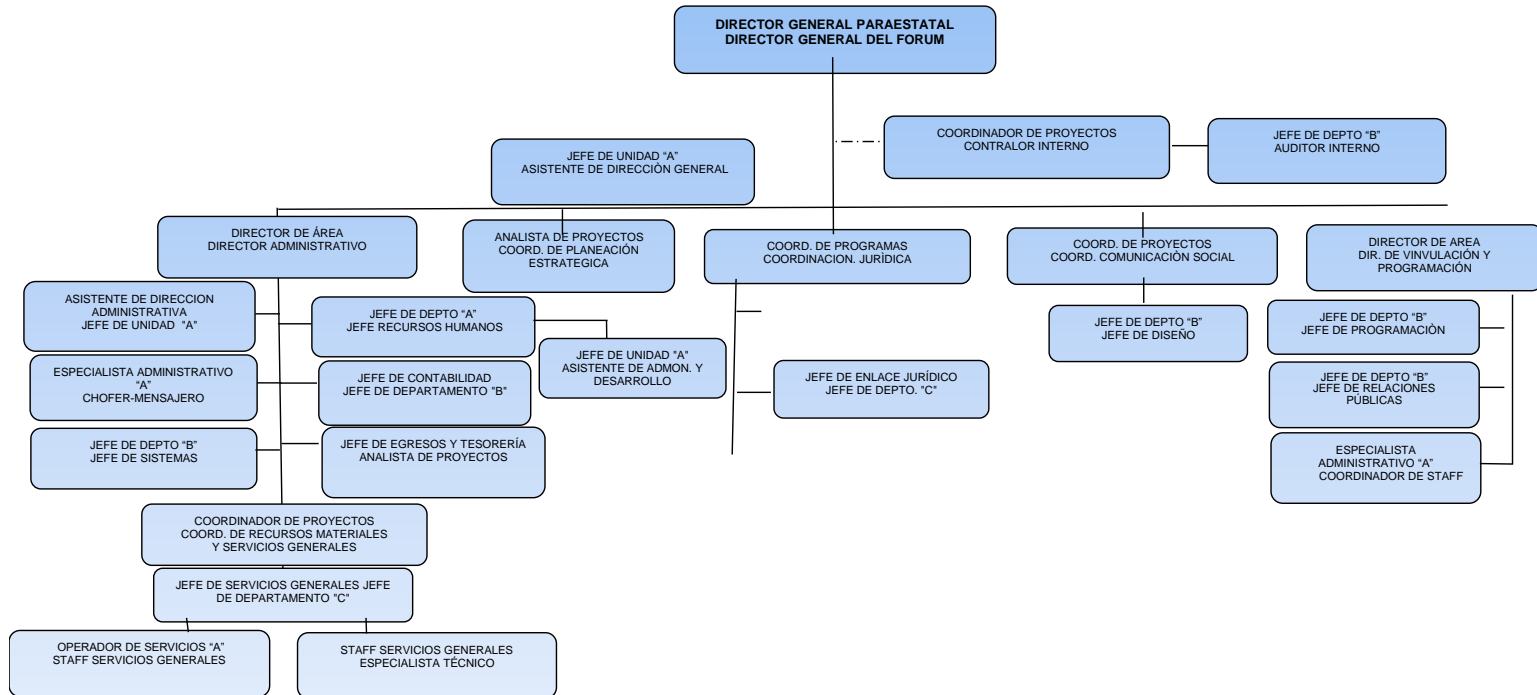 DIRECTOR GENERAL PARAESTATAL
DIRECTOR GENERAL DEL FORUM
COORDINADOR DE PROYECTOS
CONTRALOR INTERNO
JEFE DE DEPTO “B”
AUDITOR INTERNO
JEFE DE UNIDAD “A”
ASISTENTE DE DIRECCIÒN GENERAL
DIRECTOR DE ÁREA
DIRECTOR ADMINISTRATIVO
ANALISTA DE PROYECTOS
COORD. DE PLANEACIÓN
ESTRATEGICA
COORD. DE PROGRAMAS
COORDINACION. JURÌDICA
COORD. DE PROYECTOS
COORD. COMUNICACIÒN SOCIAL
DIRECTOR DE AREA
DIR. DE VINVULACIÓN Y
PROGRAMACIÓN
ASISTENTE DE DIRECCION
ADMINISTRATIVA
JEFE DE UNIDAD "A"
JEFE DE DEPTO “A”
JEFE RECURSOS HUMANOS
JEFE DE UNIDAD "A"
ASISTENTE DE ADMON. Y
DESARROLLO
JEFE DE DEPTO “B”
JEFE DE DISEÑO
JEFE DE DEPTO “B”
JEFE DE PROGRAMACIÒN
ESPECIALISTA ADMINISTRATIVO
“A”
CHOFER-MENSAJERO
JEFE DE CONTABILIDAD
JEFE DE DEPARTAMENTO "B"
JEFE DE ENLACE JURÍDICO
JEFE DE DEPTO. "C"
JEFE DE DEPTO “B”
JEFE DE RELACIONES
PÚBLICAS
JEFE DE DEPTO “B”
JEFE DE SISTEMAS
JEFE DE EGRESOS Y TESORERÍA
ANALISTA DE PROYECTOS
ESPECIALISTA
ADMINISTRATIVO “A”
COORDINADOR DE STAFF
COORDINADOR DE PROYECTOS
COORD. DE RECURSOS MATERIALES
Y SERVICIOS GENERALES
JEFE DE SERVICIOS GENERALES JEFE
DE DEPARTAMENTO "C"
OPERADOR DE SERVICIOS “A”
STAFF SERVICIOS GENERALES
STAFF SERVICIOS GENERALES
ESPECIALISTA TÉCNICO